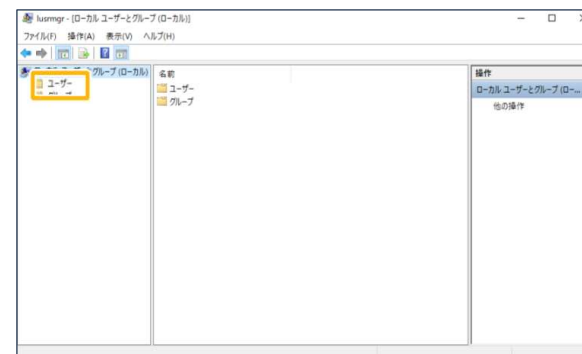 lusrmgr - [ローカル ユーザーとグループ (ローカル)]
ファイル(F) 操作(A) 表示(V) ヘルプ(H)
グループ (ローカル)
ユーザー
名前
ユーザー
グループ
操作
ローカル ユーザーとグループ (ロー...
他の操作